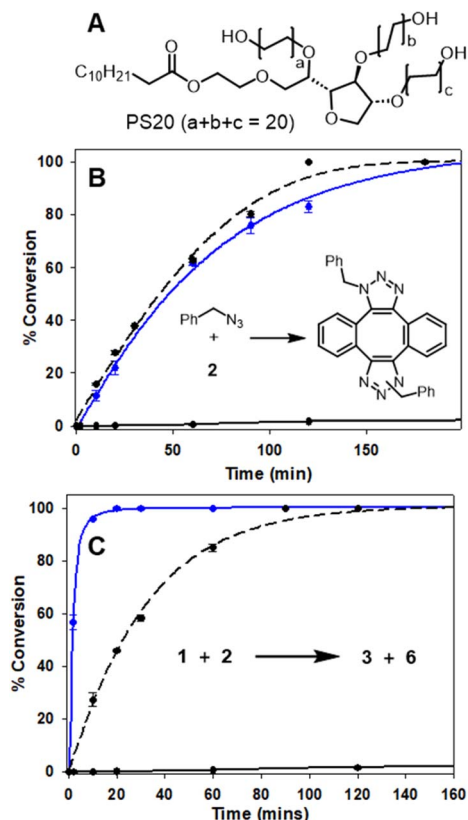 A
HO
OH
C10H21
O
O
O
O
a
O
b
OH
O
O
c
PS20 (a+b+c = 20)
B
% Conversion
100
80
60
40
20
0
Ph
N3
+
2
Ph
N
N
N
N
N
N
Ph
0
60
90
150
Time (min)
C
% Conversion
100
80
60
40
20
0
1 + 2
3 + 6
0
20
40
60
80
100
120
140
160
Time (mins)